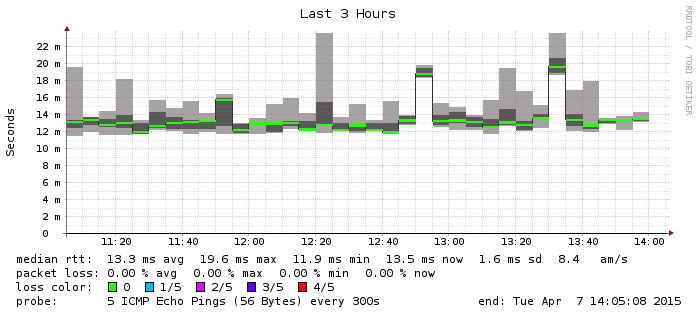 Last 3 Hours
RRDTOOL / TOBI OETIKER
Seconds
22 m
20 m
18 m
16 m
14 m
12 m
10 m
8 m
6 m
4 m
2 m
0
11:20 11:40 12:00 12:20 12:40 13:00 13:20 13:40 14:00
median rtt: 13.3 ms avg 19.6 ms max 11.9 ms min 13.5 ms now 1.6 ms sd 8.4 am/s
packet loss: 0.00 % avg 0.00 % max 0.00 % min 0.00 % now
loss color: 0 1/5 2/5 3/5 4/5
probe: 5 ICMP Echo Pings (56 Bytes) every 300s end: Tue Apr 7 14:05:08 2015